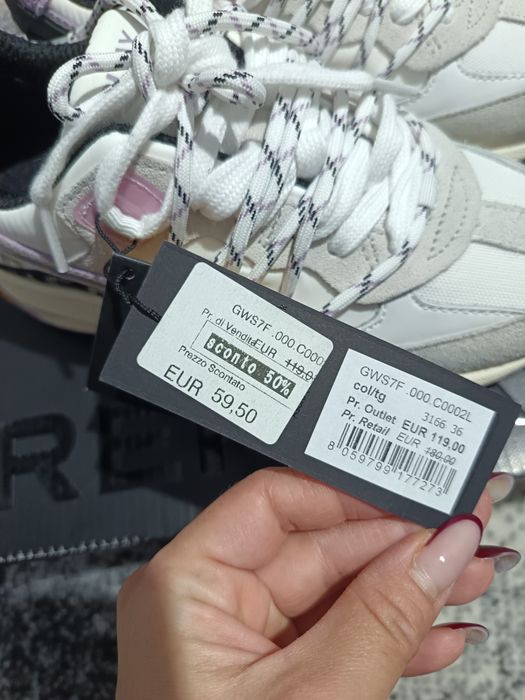 GWS7F .000.C000
Pr. di Vendita EUR 119,0
sconto 50%
Prezzo Scontato
EUR 59,50
GWS7F .000.C0002L
col/tg 3166 36
Pr. Outlet EUR 119,00
Pr. Retail EUR 180,00
8 059799 177273
RE